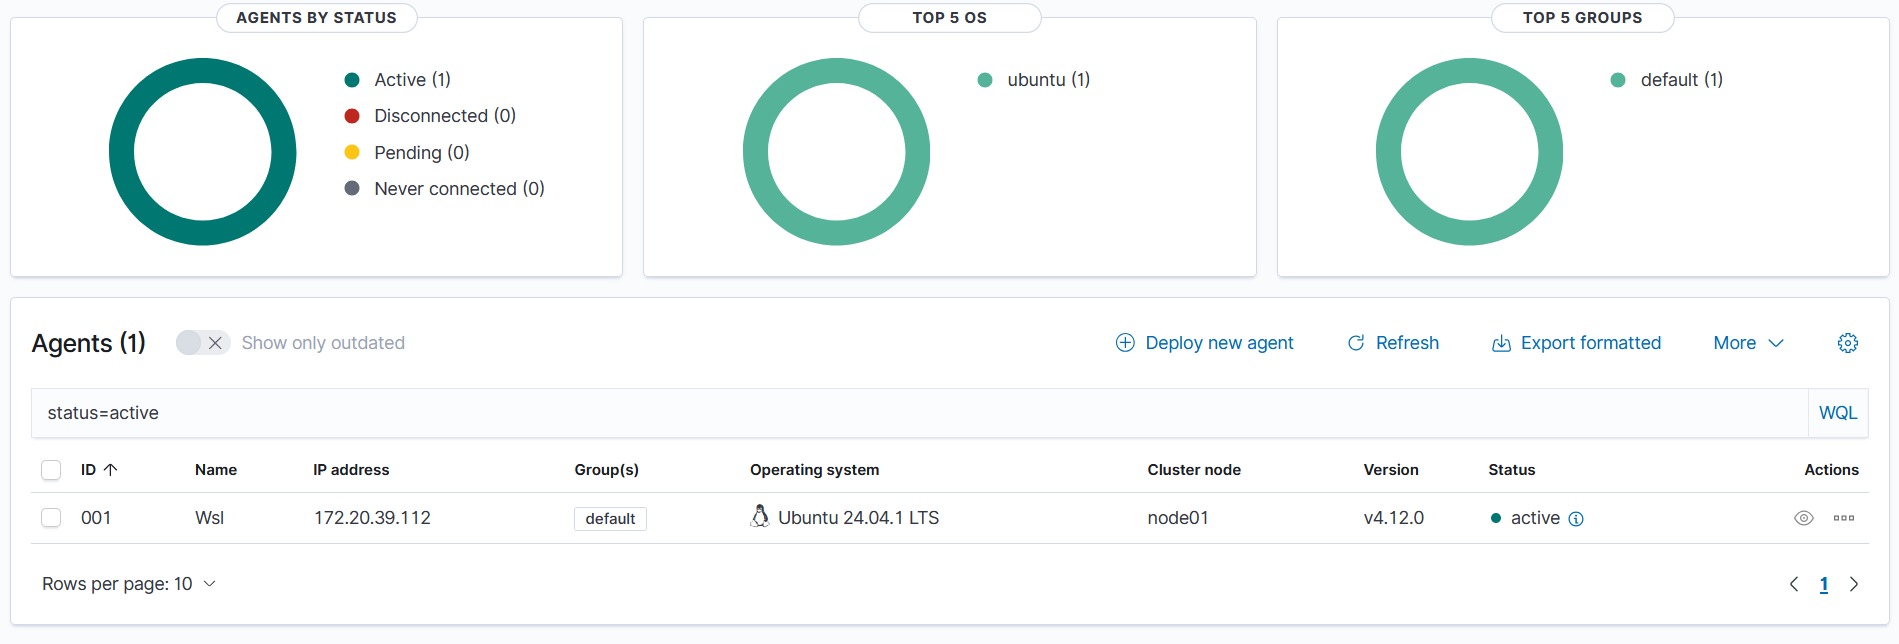 AGENTS BY STATUS
Active (1)
Disconnected (0)
Pending (0)
Never connected (0)
TOP 5 OS
ubuntu (1)
TOP 5 GROUPS
default (1)
Agents (1)
Show only outdated
Deploy new agent
Refresh
Export formatted
More
status=active
WQL
ID Name IP address Group(s) Operating system Cluster node Version Status Actions
001 Wsl 172.20.39.112 default Ubuntu 24.04.1 LTS node01 v4.12.0 active
Rows per page: 10
1